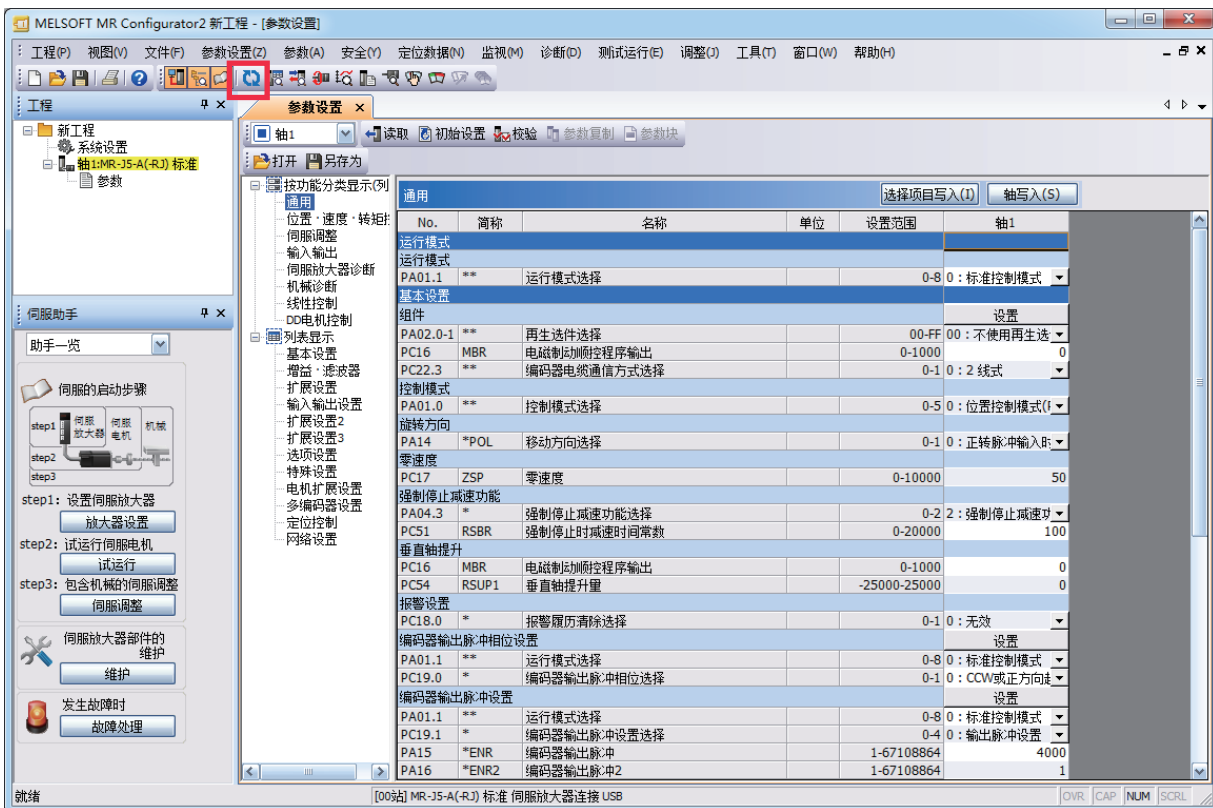 MELSOFT MR Configurator2 新工程 - [参数设置]
工程(P) 视图(V) 文件(F) 参数设置(Z) 参数(A) 安全(Y) 定位数据(N) 监视(M) 诊断(D) 测试运行(E) 调整(J) 工具(T) 窗口(W) 帮助(H)
工程
新工程
系统设置
轴1:MR-J5-A(-RJ) 标准
参数
伺服助手
助手一览
伺服的启动步骤
step1 伺服放大器 伺服电机 机械
step2
step3
step1: 设置伺服放大器
放大器设置
step2: 试运行伺服电机
试运行
step3: 包含机械的伺服调整
伺服调整
伺服放大器部件的
维护
维护
发生故障时
故障处理
参数设置
轴1 读取 初始设置 校验 参数复制 参数块
打开 另存为
按功能分类显示(列
通用
位置·速度·转矩
伺服调整
输入输出
伺服放大器诊断
机械诊断
线性控制
DD电机控制
列表显示
基本设置
增益·滤波器
扩展设置
输入输出设置
扩展设置2
扩展设置3
选项设置
特殊设置
电机扩展设置
多编码器设置
定位控制
网络设置
通用 选择项目写入(I) 轴写入(S)
No. 简称 名称 单位 设置范围 轴1
运行模式
运行模式
PA01.1 ** 运行模式选择 0-8 0：标准控制模式
基本设置
组件 设置
PA02.0-1 ** 再生选件选择 00-FF 00：不使用再生选
PC16 MBR 电磁制动顺控程序输出 0-1000 0
PC22.3 ** 编码器电缆通信方式选择 0-1 0：2 线式
控制模式
PA01.0 ** 控制模式选择 0-5 0：位置控制模式(
旋转方向
PA14 *POL 移动方向选择 0-1 0：正转脉冲输入
零速度
PC17 ZSP 零速度 0-10000 50
强制停止减速功能
PA04.3 * 强制停止减速功能选择 0-2 2：强制停止减速
PC51 RSBR 强制停止时减速时间常数 0-20000 100
垂直轴提升
PC16 MBR 电磁制动顺控程序输出 0-1000 0
PC54 RSUP1 垂直轴提升量 -25000-25000 0
报警设置
PC18.0 * 报警履历清除选择 0-1 0：无效
编码器输出脉冲相位设置 设置
PA01.1 ** 运行模式选择 0-8 0：标准控制模式
PC19.0 * 编码器输出脉冲相位选择 0-1 0：CCW或正方向
编码器输出脉冲设置 设置
PA01.1 ** 运行模式选择 0-8 0：标准控制模式
PC19.1 * 编码器输出脉冲设置选择 0-4 0：输出脉冲设置
PA15 *ENR 编码器输出脉冲 1-67108864 4000
PA16 *ENR2 编码器输出脉冲2 1-67108864 1
就绪 [00站] MR-J5-A(-RJ) 标准 伺服放大器连接 USB OVR CAP NUM SCRL